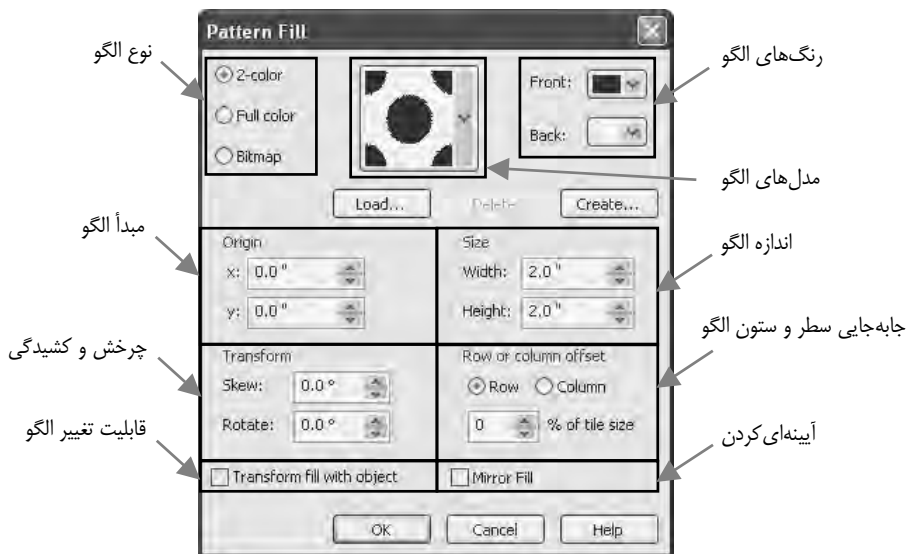 Pattern Fill
نوع الگو
2-color
Full color
Bitmap
Front:
Back:
رنگ‌های الگو
مدل‌های الگو
Load...
Delete
Create...
مبدأ الگو
Origin
x: 0.0 "
y: 0.0 "
Size
Width: 2.0 "
Height: 2.0 "
اندازه الگو
چرخش و کشیدگی
Transform
Skew: 0.0 °
Rotate: 0.0 °
Row or column offset
Row Column
0 % of tile size
جابه‌جایی سطر و ستون الگو
قابلیت تغییر الگو
Transform fill with object
Mirror Fill
آیینه‌ای‌کردن
OK
Cancel
Help